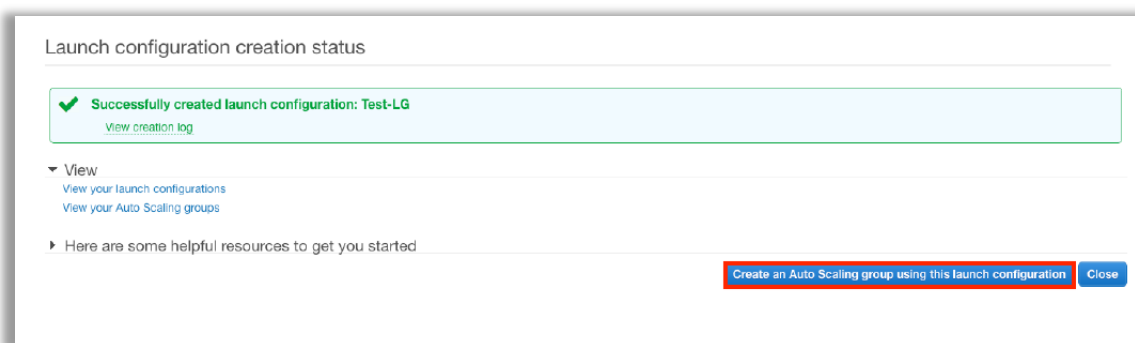 Launch configuration creation status
Successfully created launch configuration: Test-LG
View creation log
View
View your launch configurations
View your Auto Scaling groups
Here are some helpful resources to get you started
Create an Auto Scaling group using this launch configuration
Close